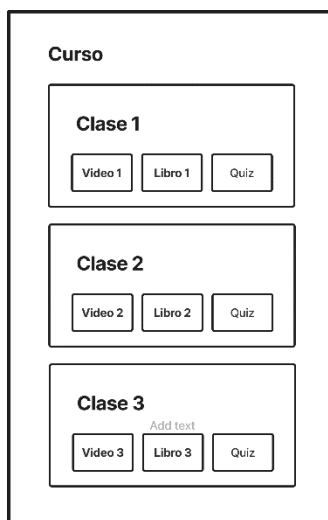 Curso
Clase 1
Video 1 Libro 1 Quiz
Clase 2
Video 2 Libro 2 Quiz
Clase 3
Add text
Video 3 Libro 3 Quiz